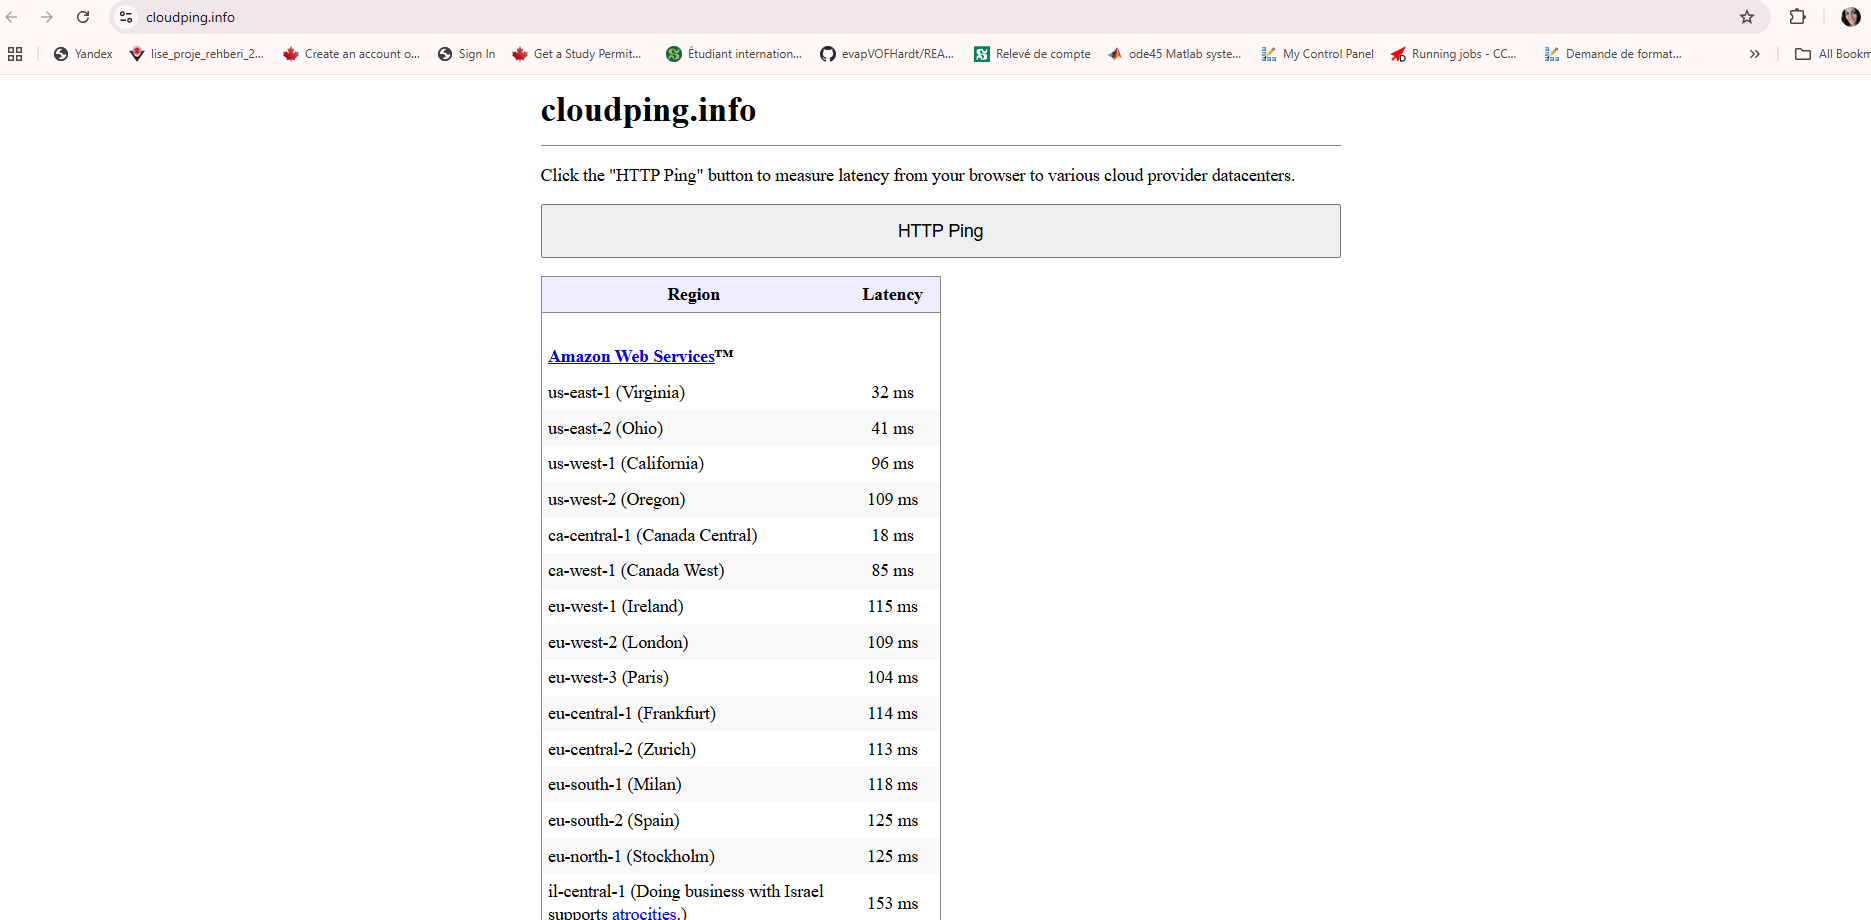 cloudping.info
Yandex lise_proje_rehberi_2... Create an account o... Sign In Get a Study Permit... Étudiant internation... evapVOFHardt/REA... Relevé de compte ode45 Matlab syste... My Control Panel Running jobs - CC... Demande de format... » All Bookm
cloudping.info
Click the "HTTP Ping" button to measure latency from your browser to various cloud provider datacenters.
HTTP Ping
Region Latency
Amazon Web Services™
us-east-1 (Virginia) 32 ms
us-east-2 (Ohio) 41 ms
us-west-1 (California) 96 ms
us-west-2 (Oregon) 109 ms
ca-central-1 (Canada Central) 18 ms
ca-west-1 (Canada West) 85 ms
eu-west-1 (Ireland) 115 ms
eu-west-2 (London) 109 ms
eu-west-3 (Paris) 104 ms
eu-central-1 (Frankfurt) 114 ms
eu-central-2 (Zurich) 113 ms
eu-south-1 (Milan) 118 ms
eu-south-2 (Spain) 125 ms
eu-north-1 (Stockholm) 125 ms
il-central-1 (Doing business with Israel
supports atrocities.) 153 ms